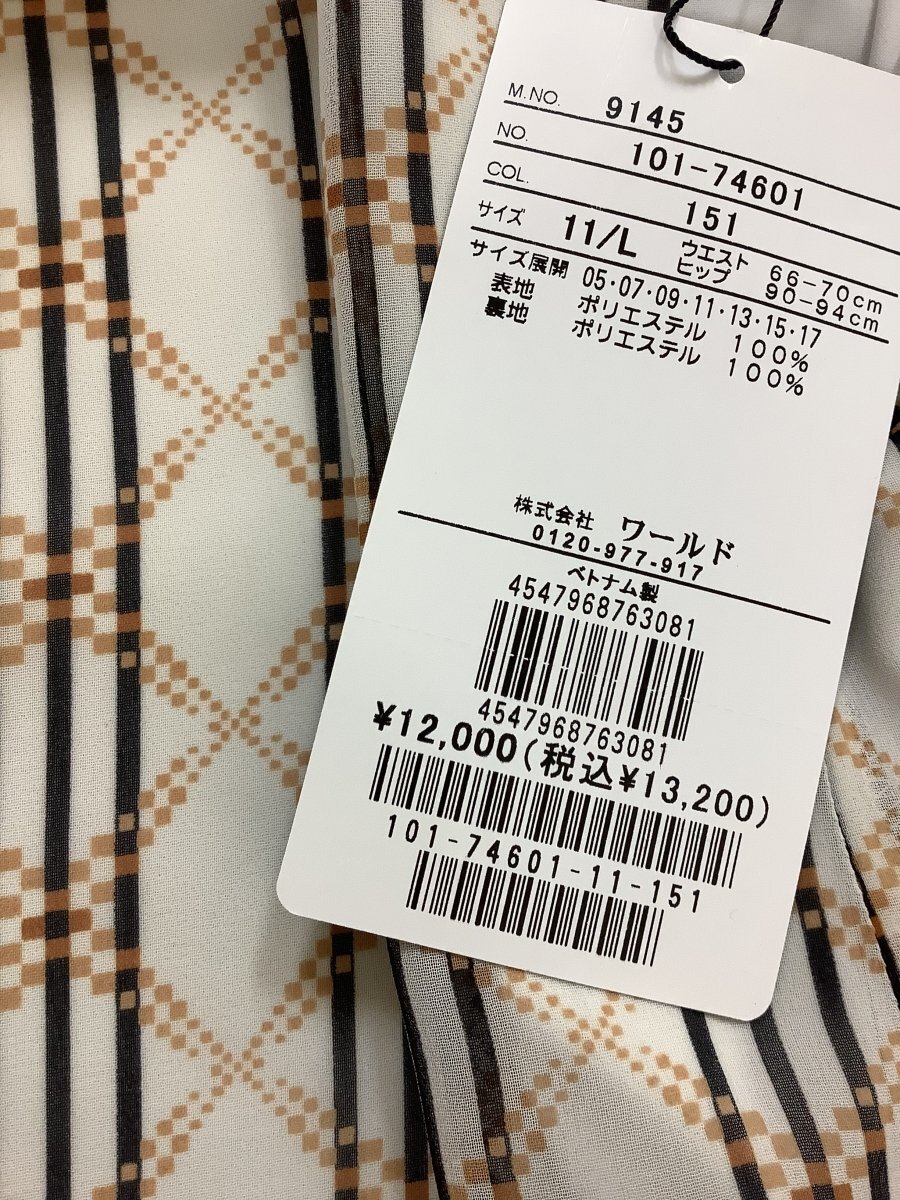 M.NO. 9145
NO. 101-74601
COL. 151
サイズ 11/L ウエスト 66-70cm
ヒップ 90-94cm
サイズ展開 05・07・09・11・13・15・17
表地 ポリエステル 100%
裏地 ポリエステル 100%
株式会社 ワールド
0120-977-917
ベトナム製
4547968763081
4547968763081
¥12,000(税込¥13,200)
101-74601-11-151